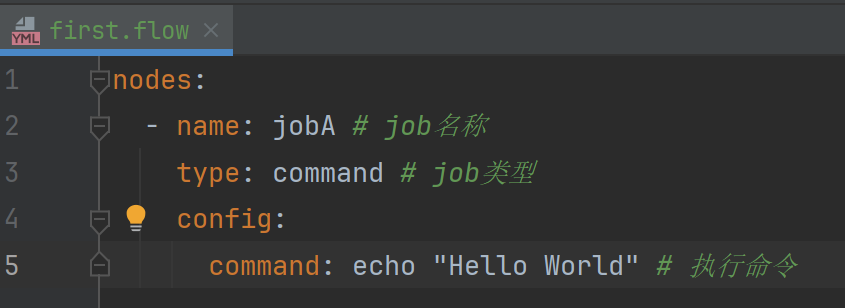 YML first.flow
1 nodes:
2   - name: jobA # job名称
3     type: command # job类型
4     config:
5       command: echo "Hello World" # 执行命令